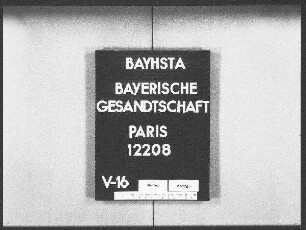 BAYHSTA
BAYERISCHE
GESANDTSCHAFT
PARIS
12208
V-16